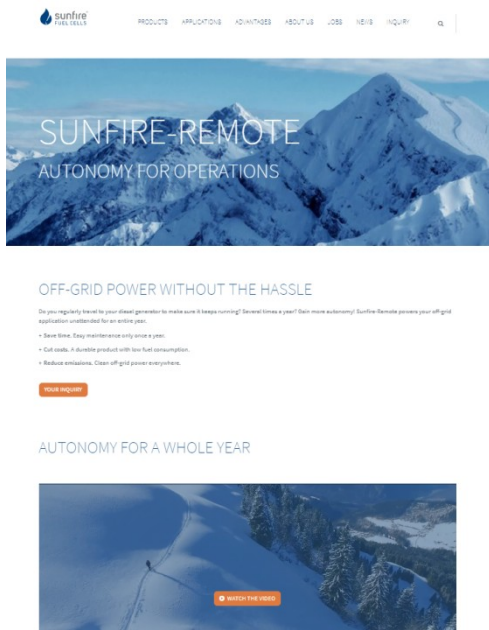 sunfire®
FUEL CELLS
PRODUCTS APPLICATIONS ADVANTAGES ABOUT US JOBS NEWS INQUIRY
SUNFIRE-REMOTE
AUTONOMY FOR OPERATIONS
OFF-GRID POWER WITHOUT THE HASSLE
Do you regularly travel to your diesel generator to make sure it keeps running? Several times a year? Gain more autonomy! Sunfire-Remote powers your off-grid
application unattended for an entire year.
• Save time. Easy maintenance only once a year.
• Cut costs. A durable product with low fuel consumption.
• Reduce emissions. Clean off-grid power everywhere.
YOUR INQUIRY
AUTONOMY FOR A WHOLE YEAR
WATCH THE VIDEO